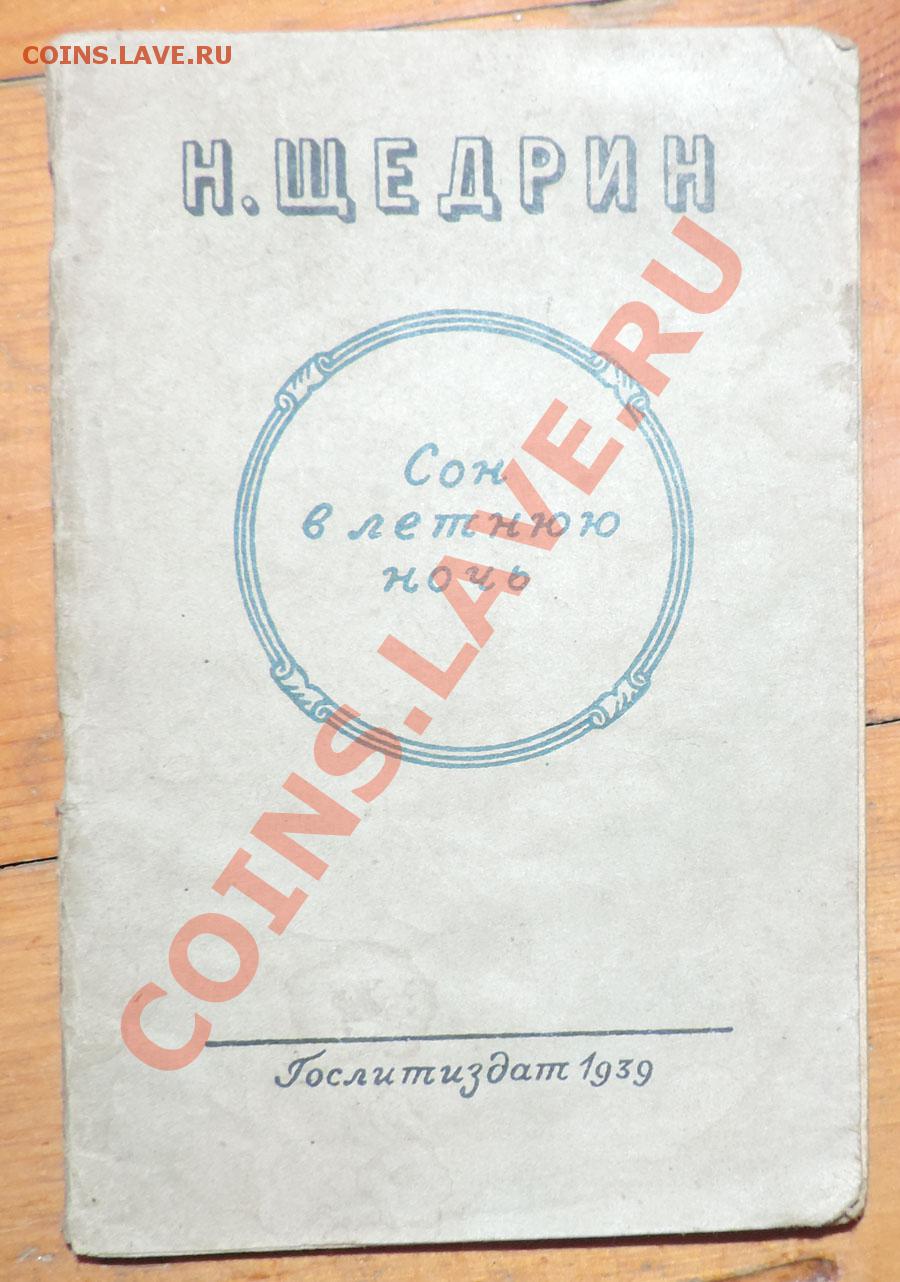 COINS.LAVE.RU
Н. ЩЕДРИН
Сон
в летнюю
ночь
COINS.LAVE.RU
Гослитиздат 1939